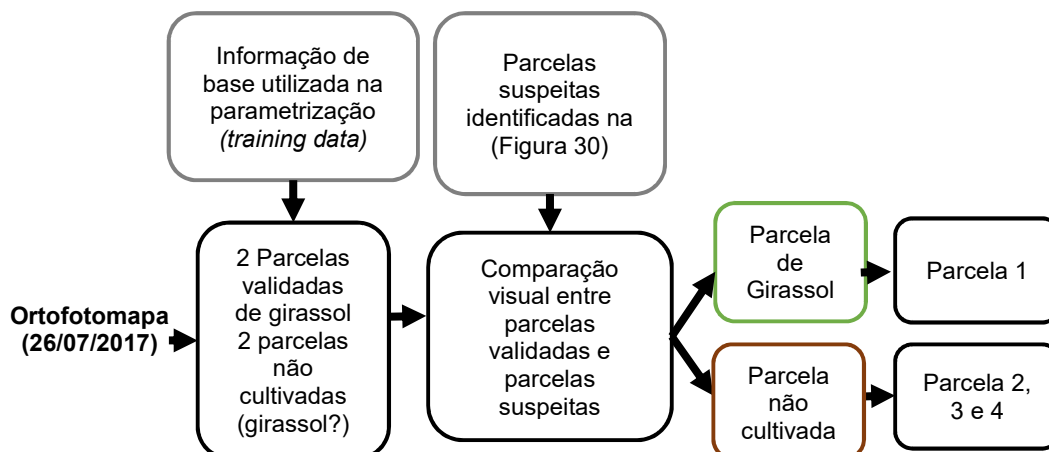 Informação de
base utilizada na
parametrização
(training data)
Parcelas
suspeitas
identificadas na
(Figura 30)
Ortofotomapa
(26/07/2017)
2 Parcelas
validadas
de girassol
2 parcelas
não
cultivadas
(girassol?)
Comparação
visual entre
parcelas
validadas e
parcelas
suspeitas
Parcela
de
Girassol
Parcela 1
Parcela
não
cultivada
Parcela 2,
3 e 4